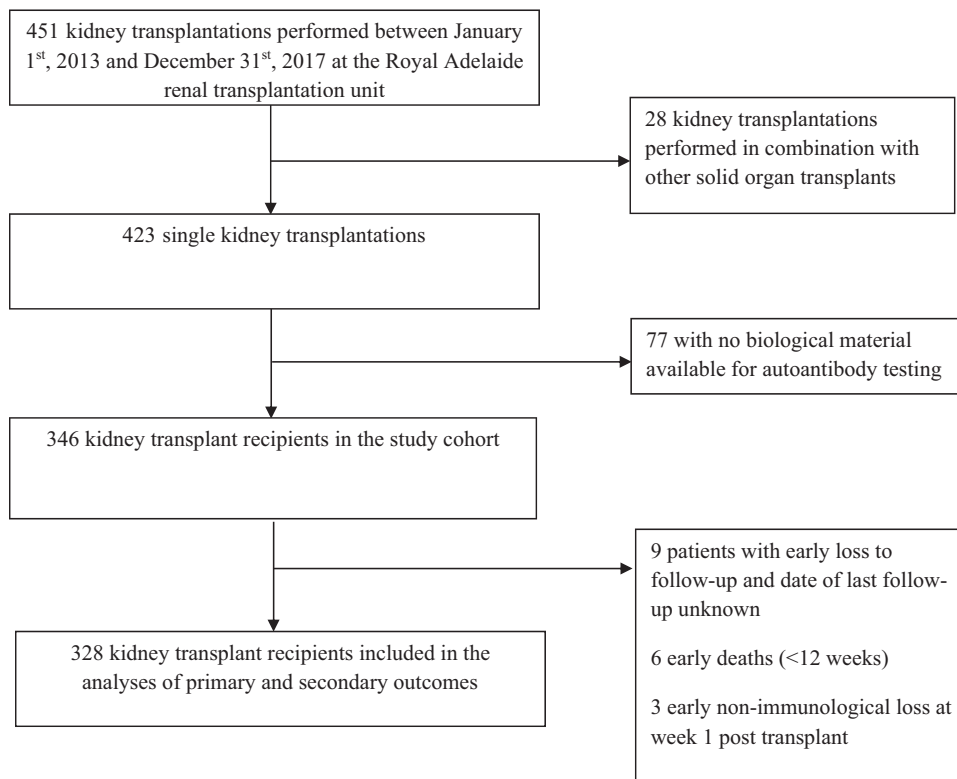 451 kidney transplantations performed between January
1st, 2013 and December 31st, 2017 at the Royal Adelaide
renal transplantation unit
28 kidney transplantations
performed in combination with
other solid organ transplants
423 single kidney transplantations
77 with no biological material
available for autoantibody testing
346 kidney transplant recipients in the study cohort
9 patients with early loss to
follow-up and date of last follow-
up unknown
6 early deaths (<12 weeks)
3 early non-immunological loss at
week 1 post transplant
328 kidney transplant recipients included in the
analyses of primary and secondary outcomes